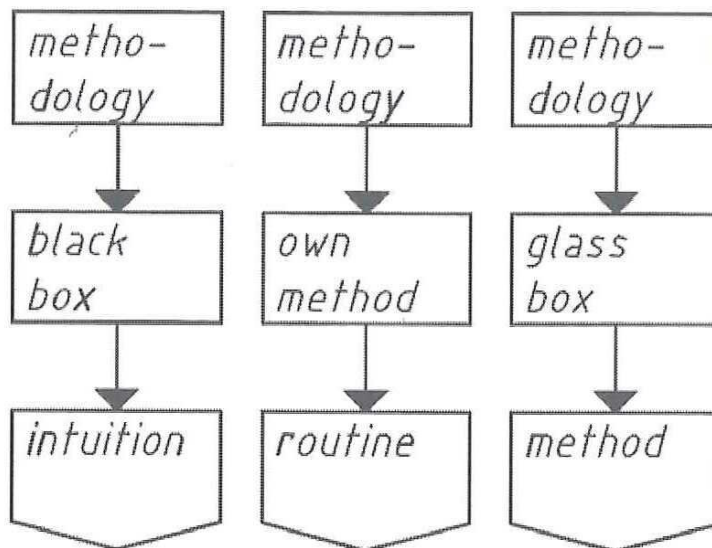 metho-
dology
metho-
dology
metho-
dology
black
box
own
method
glass
box
intuition
routine
method